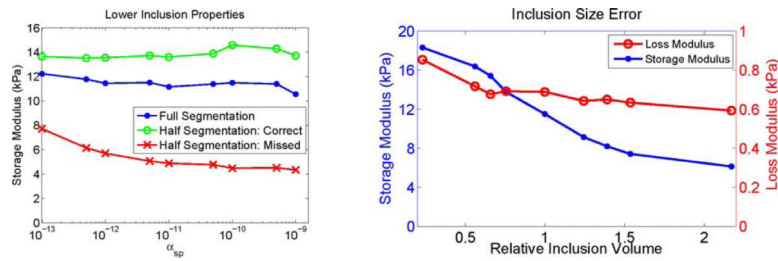 Lower Inclusion Properties
Storage Modulus (kPa)
16
14
12
10
8
6
4
2
0
Full Segmentation
Half Segmentation: Correct
Half Segmentation: Missed
10⁻¹³ 10⁻¹² 10⁻¹¹ 10⁻¹⁰ 10⁻⁹
αsp
Inclusion Size Error
Storage Modulus (kPa)
20
16
12
8
4
0
Loss Modulus
Storage Modulus
1
0.8
0.6
0.4
0.2
0
Loss Modulus (kPa)
0.5 1 1.5 2
Relative Inclusion Volume